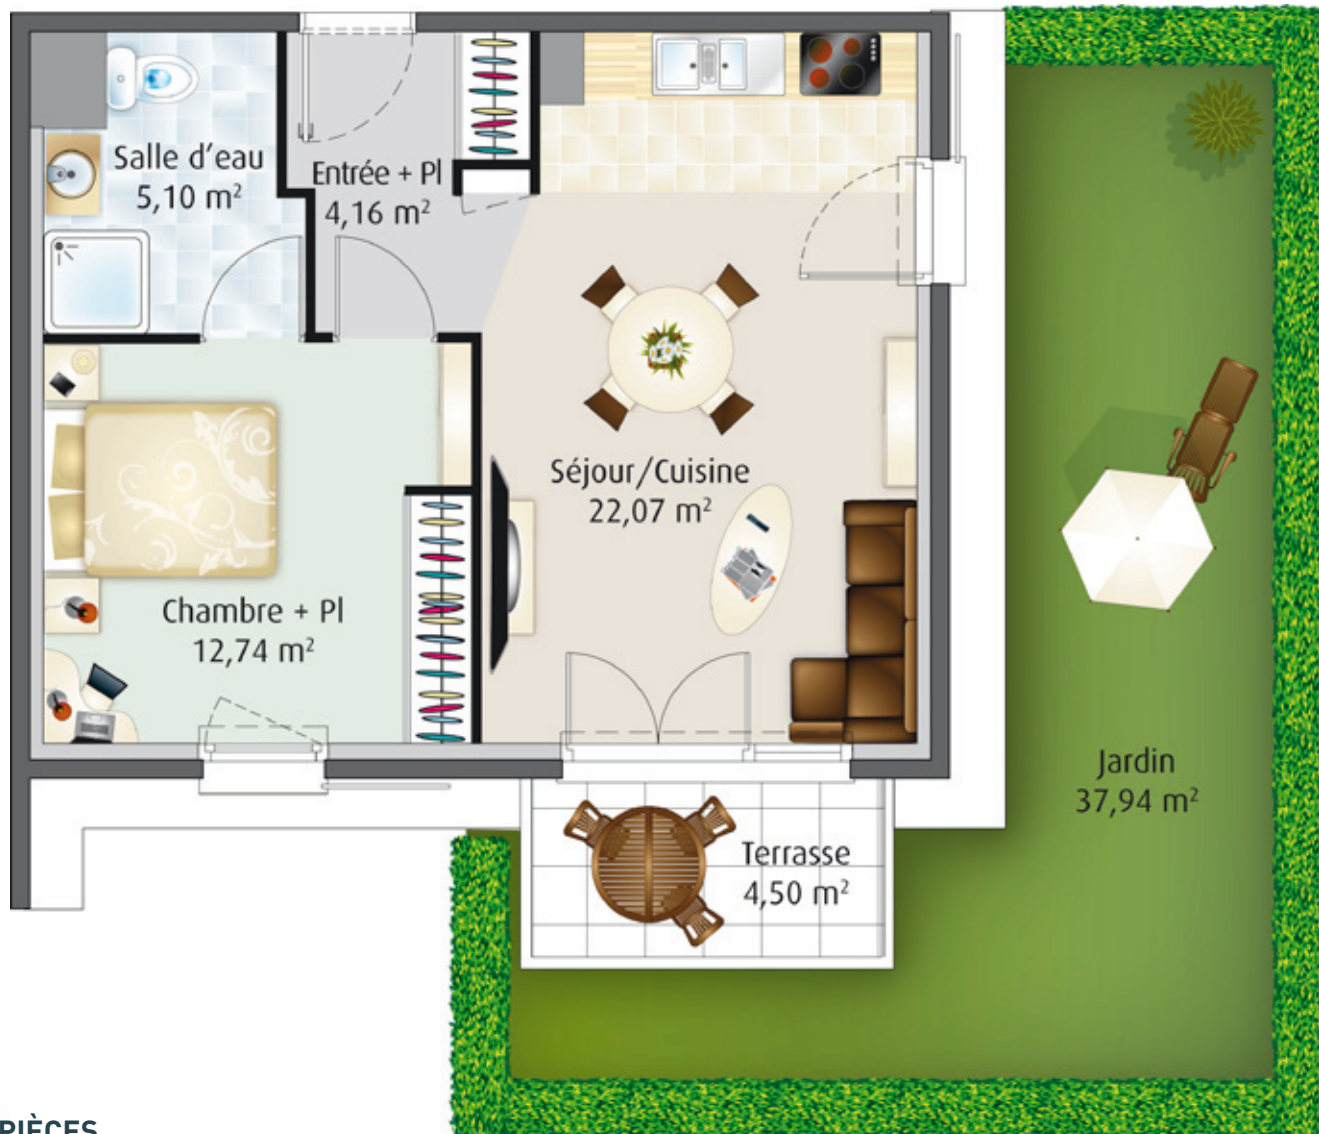 Salle d'eau
5,10 m²
Entrée + Pl
4,16 m²
Séjour/Cuisine
22,07 m²
Chambre + Pl
12,74 m²
Jardin
37,94 m²
Terrasse
4,50 m²
PIÈCES